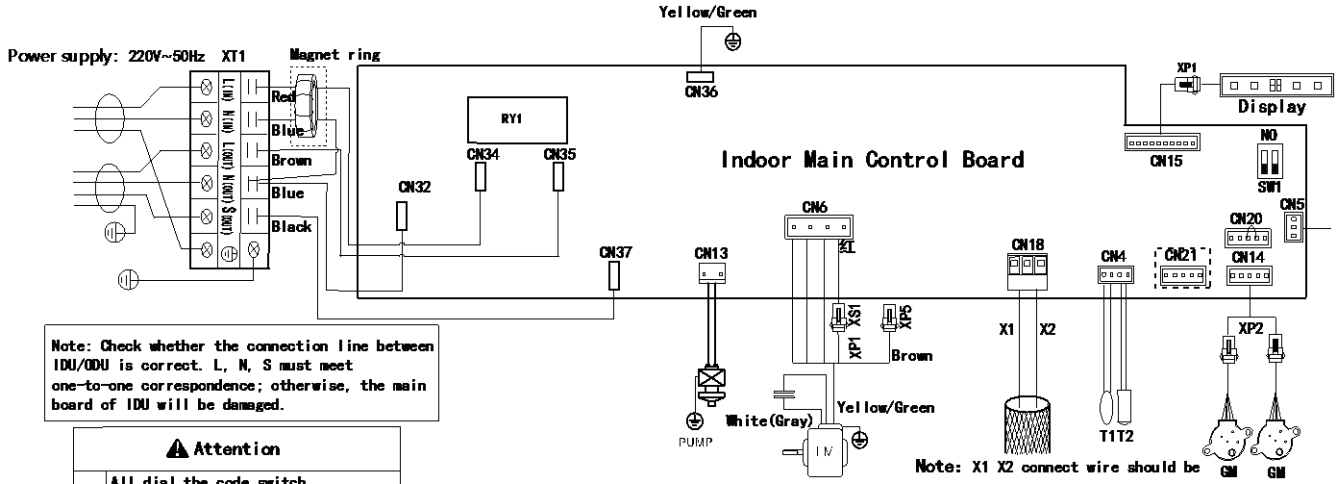 Yellow/Green
Power supply: 220V~50Hz XT1 Magnet ring
CN36
XP1
Display
L(IN)
N(IN)
L(OUT)
N(OUT)
S(OUT)
Red
Blue
Brown
Blue
Black
RY1
CN34 CN35
CN32
CN37
Indoor Main Control Board
CN15
NO
SW1
CN5
CN20
CN6
红
CN13
CN18
CN4
CN21
CN14
XS1
XP1
XP5
Brown
X1 X2
XP2
White(Gray)
Yellow/Green
PUMP
T1T2
GM GM
Note: Check whether the connection line between
IDU/ODU is correct. L, N, S must meet
one-to-one correspondence; otherwise, the main
board of IDU will be damaged.
Attention
All dial the code switch
Note: X1 X2 connect wire should be